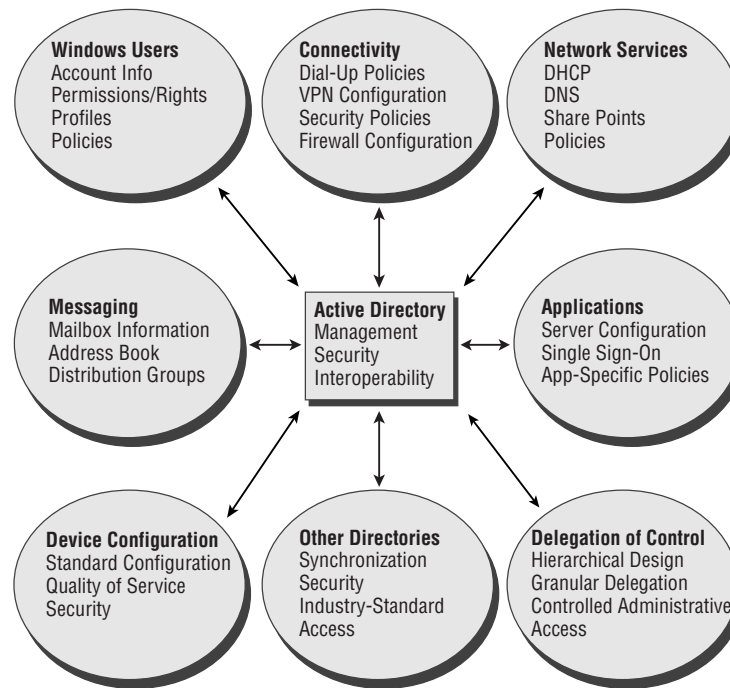 Windows Users
Account Info
Permissions/Rights
Profiles
Policies
Connectivity
Dial-Up Policies
VPN Configuration
Security Policies
Firewall Configuration
Network Services
DHCP
DNS
Share Points
Policies
Messaging
Mailbox Information
Address Book
Distribution Groups
Active Directory
Management
Security
Interoperability
Applications
Server Configuration
Single Sign-On
App-Specific Policies
Device Configuration
Standard Configuration
Quality of Service
Security
Other Directories
Synchronization
Security
Industry-Standard
Access
Delegation of Control
Hierarchical Design
Granular Delegation
Controlled Administrative
Access